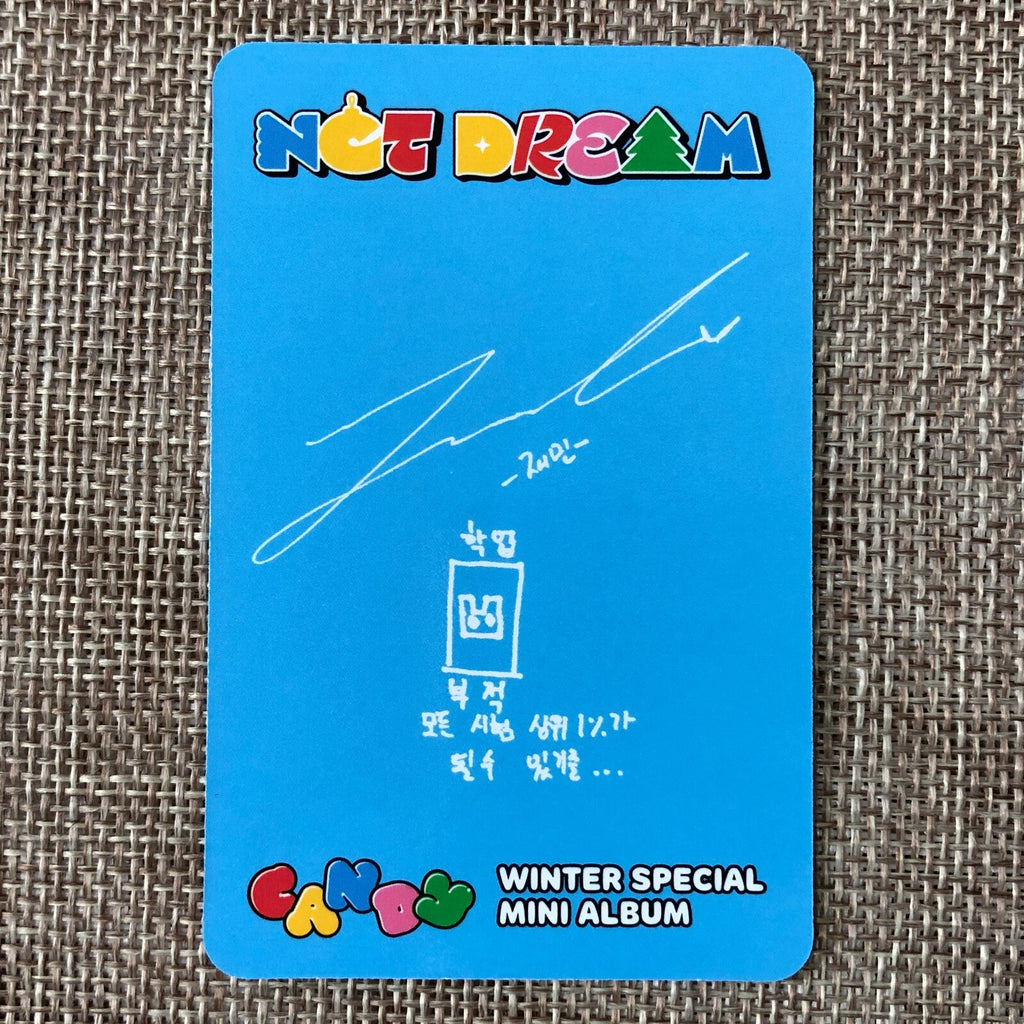 NCT DREAM
-재민-
학업
부적
모든 시험 상위 1%가
될 수 있기를...
CANDY
WINTER SPECIAL
MINI ALBUM